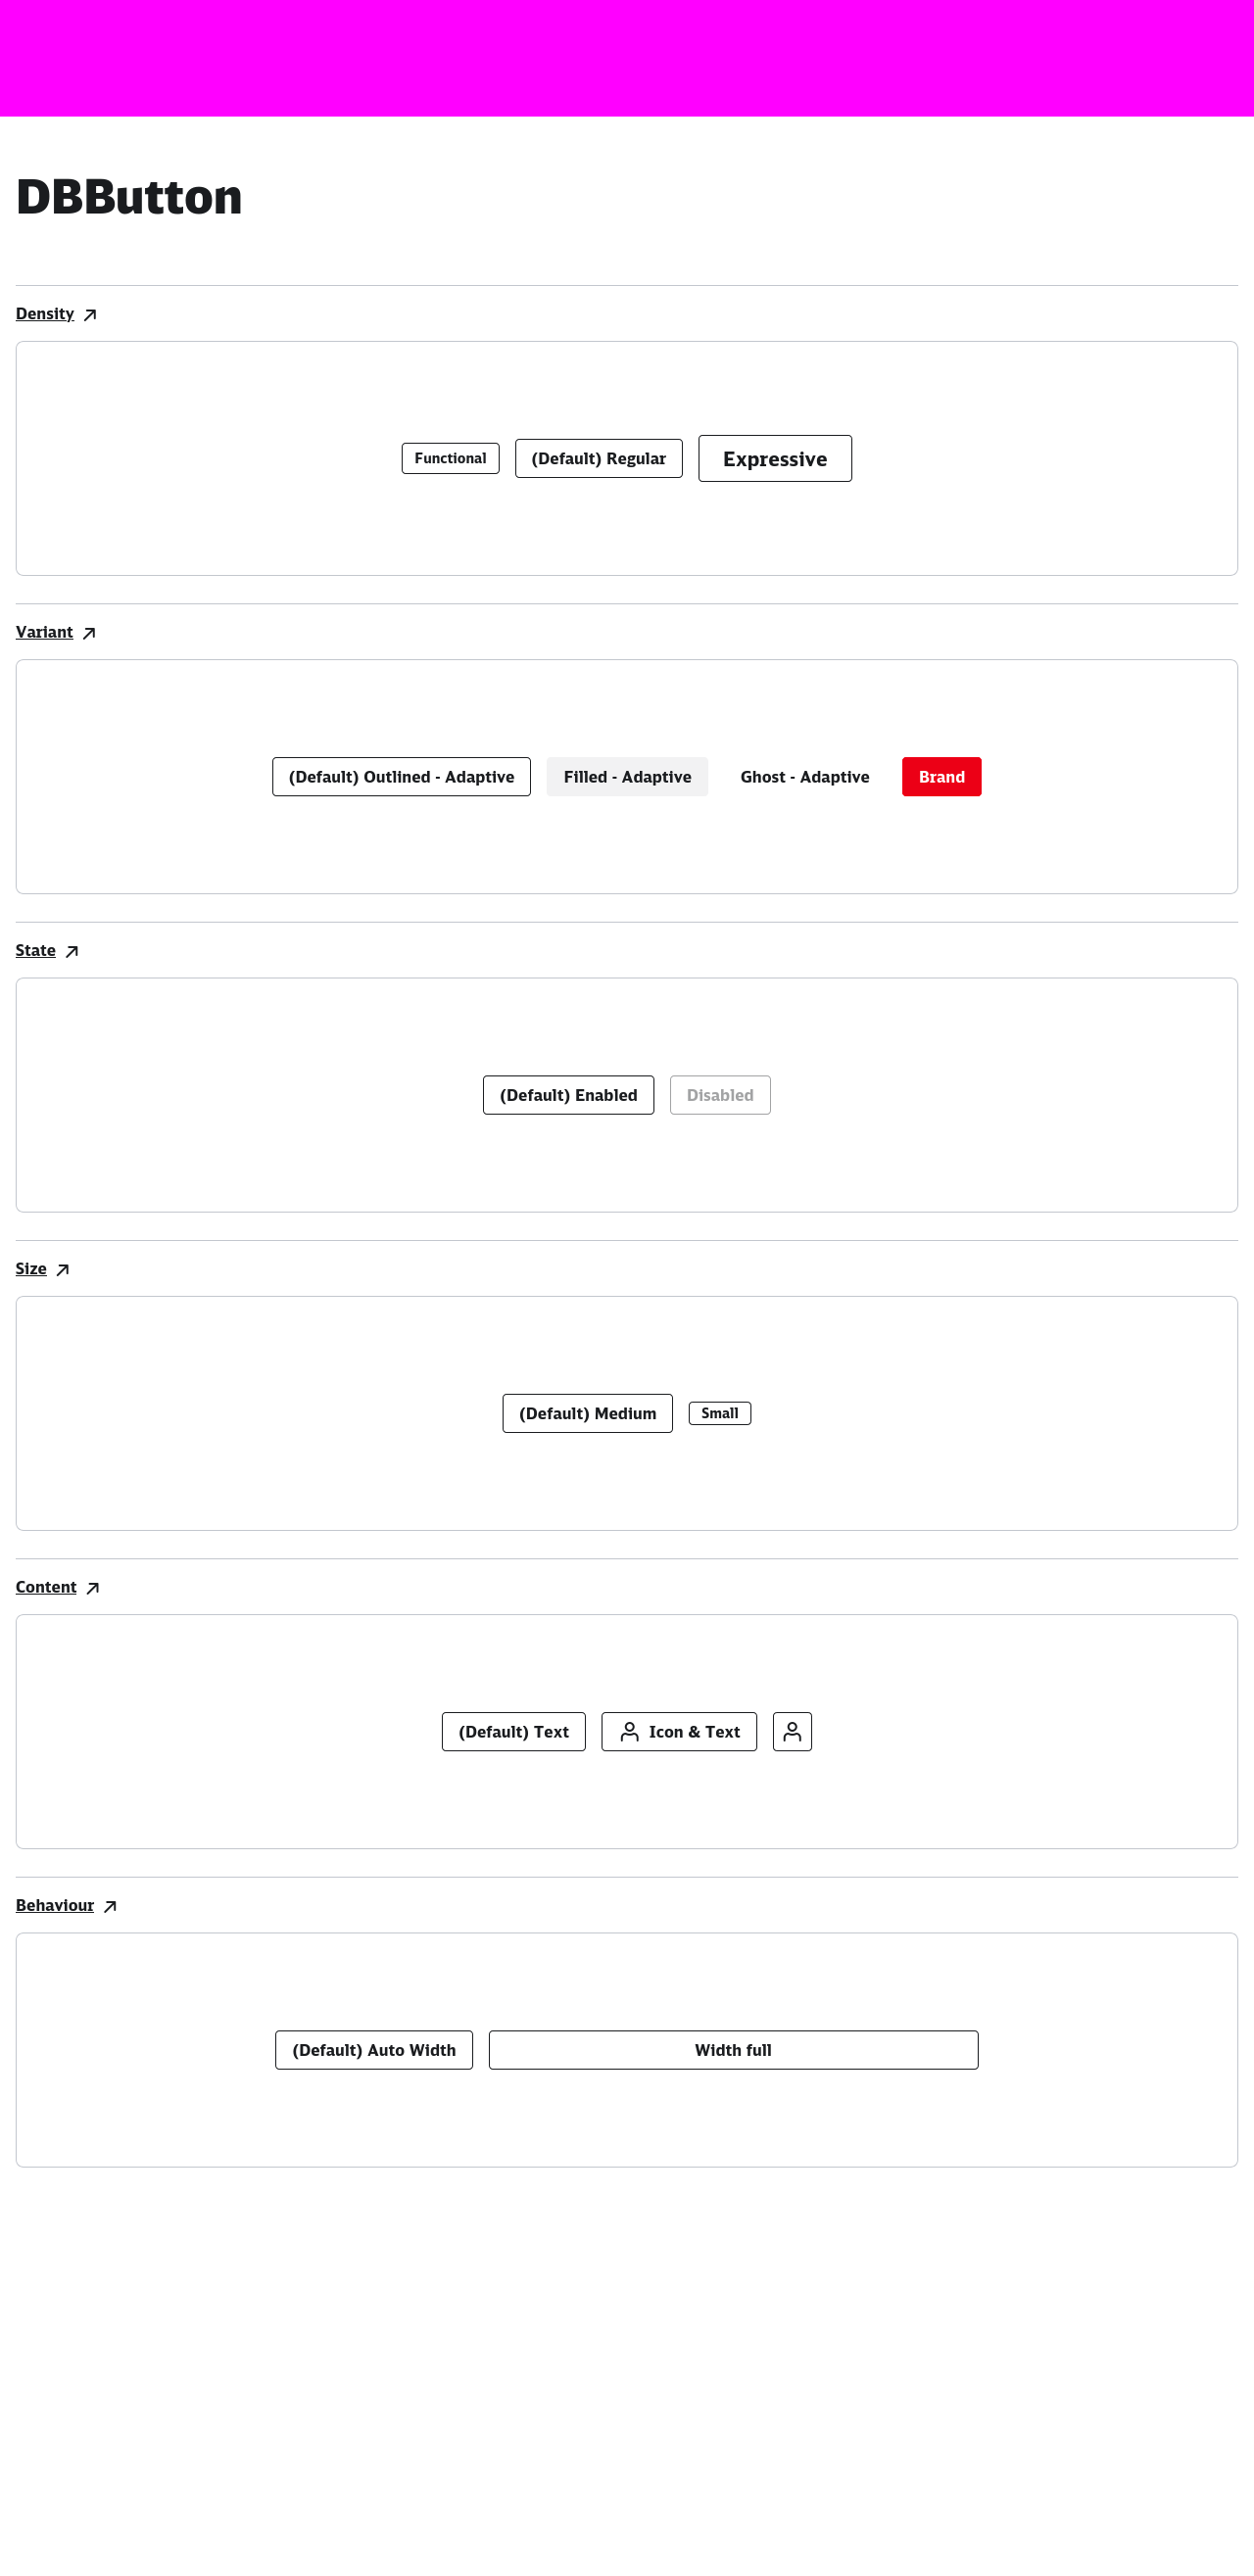 DBButton
Density
Functional
(Default) Regular
Expressive
Variant
(Default) Outlined - Adaptive
Filled - Adaptive
Ghost - Adaptive
Brand
State
(Default) Enabled
Disabled
Size
(Default) Medium
Small
Content
(Default) Text
Icon & Text
Behaviour
(Default) Auto Width
Width full